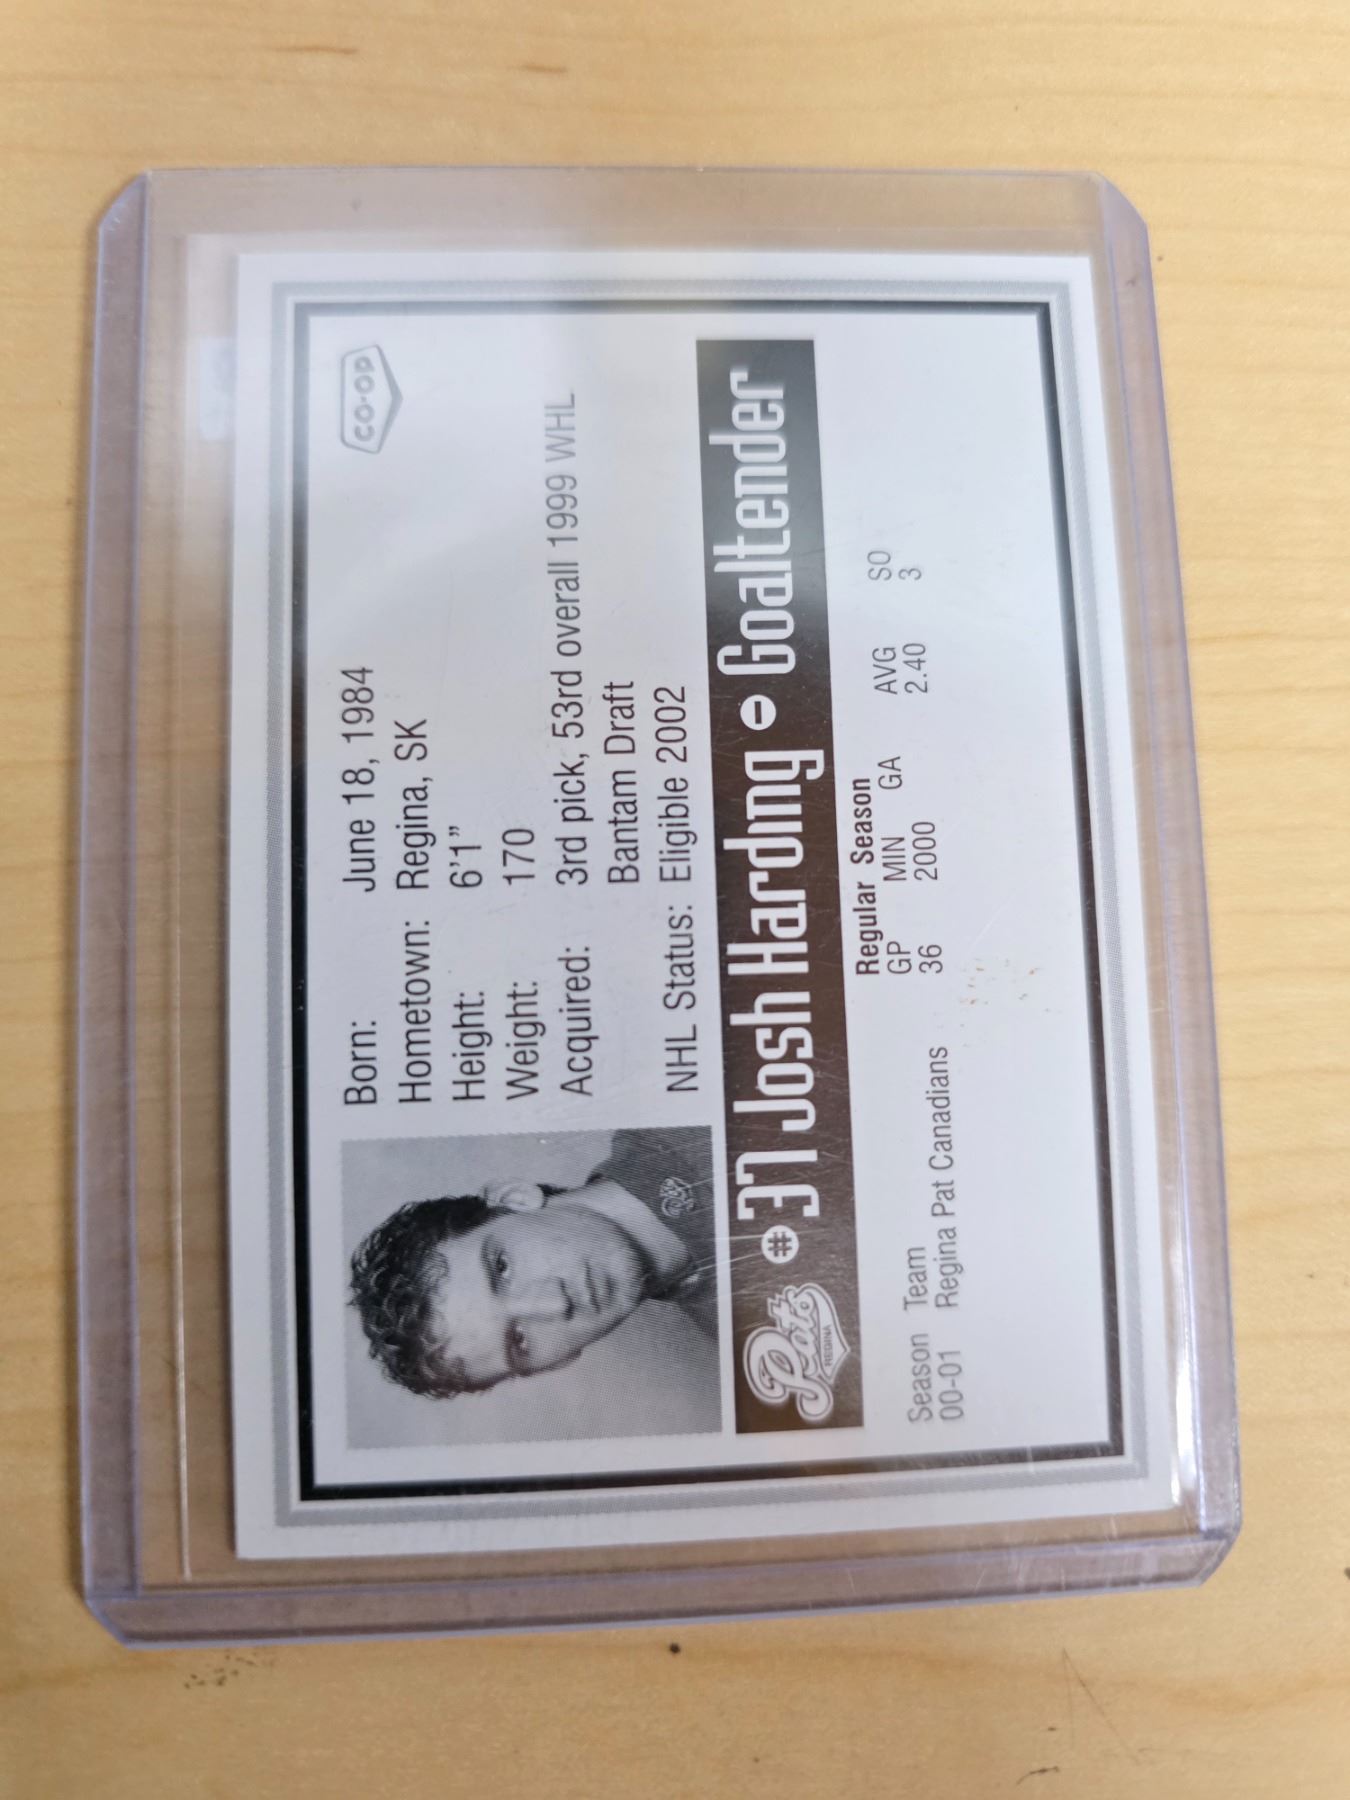 CO-OP
Born: June 18, 1984
Hometown: Regina, SK
Height: 6'1"
Weight: 170
Acquired: 3rd pick, 53rd overall 1999 WHL
Bantam Draft
NHL Status: Eligible 2002
Pats REGINA # 37 Josh Harding - Goaltender
Regular Season
Season Team GP MIN GA AVG SO
00-01 Regina Pat Canadians 36 2000 2.40 3